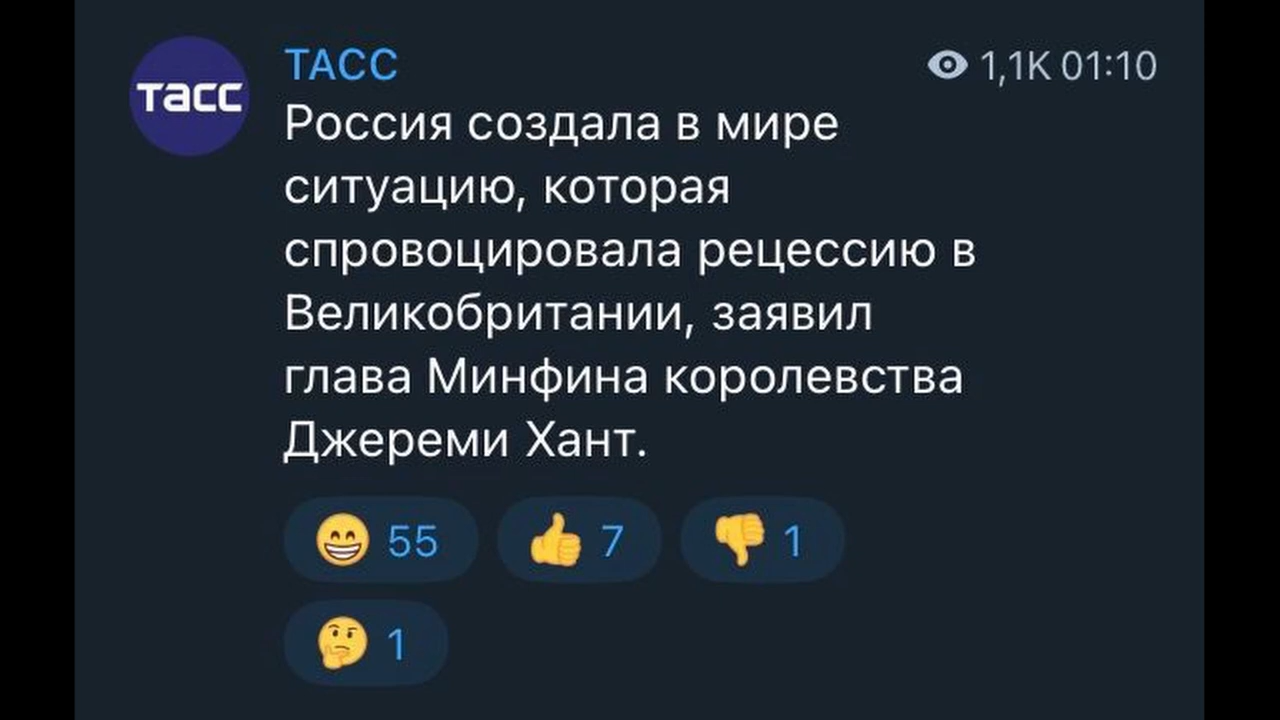 тасс
ТАСС
1,1K 01:10
Россия создала в мире
ситуацию, которая
спровоцировала рецессию в
Великобритании, заявил
глава Минфина королевства
Джереми Хант.
55
7
1
1